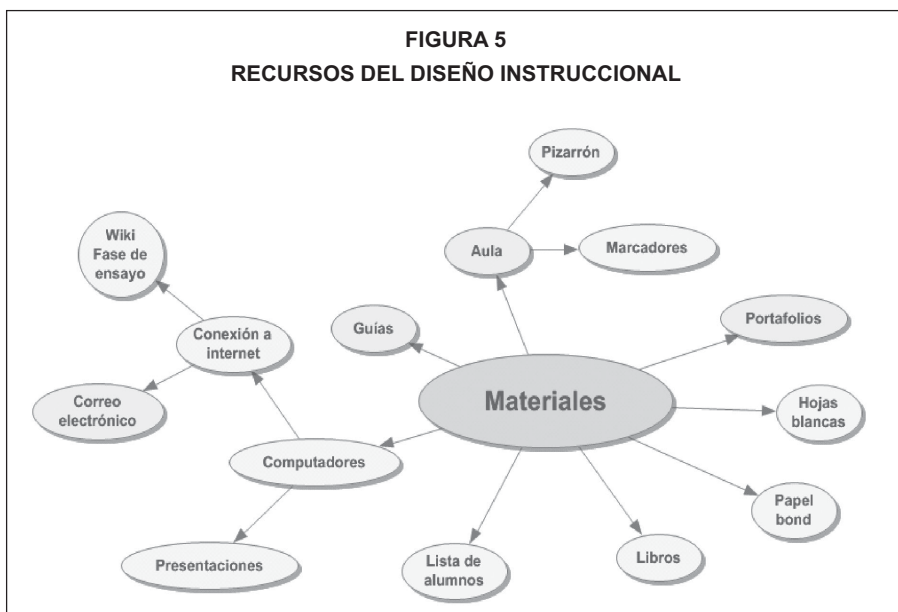 FIGURA 5
RECURSOS DEL DISEÑO INSTRUCCIONAL
Pizarrón
Wiki
Fase de
ensayo
Aula
Marcadores
Guías
Portafolios
Conexión a
internet
Correo
electrónico
Materiales
Hojas
blancas
Computadores
Papel
bond
Presentaciones
Lista de
alumnos
Libros